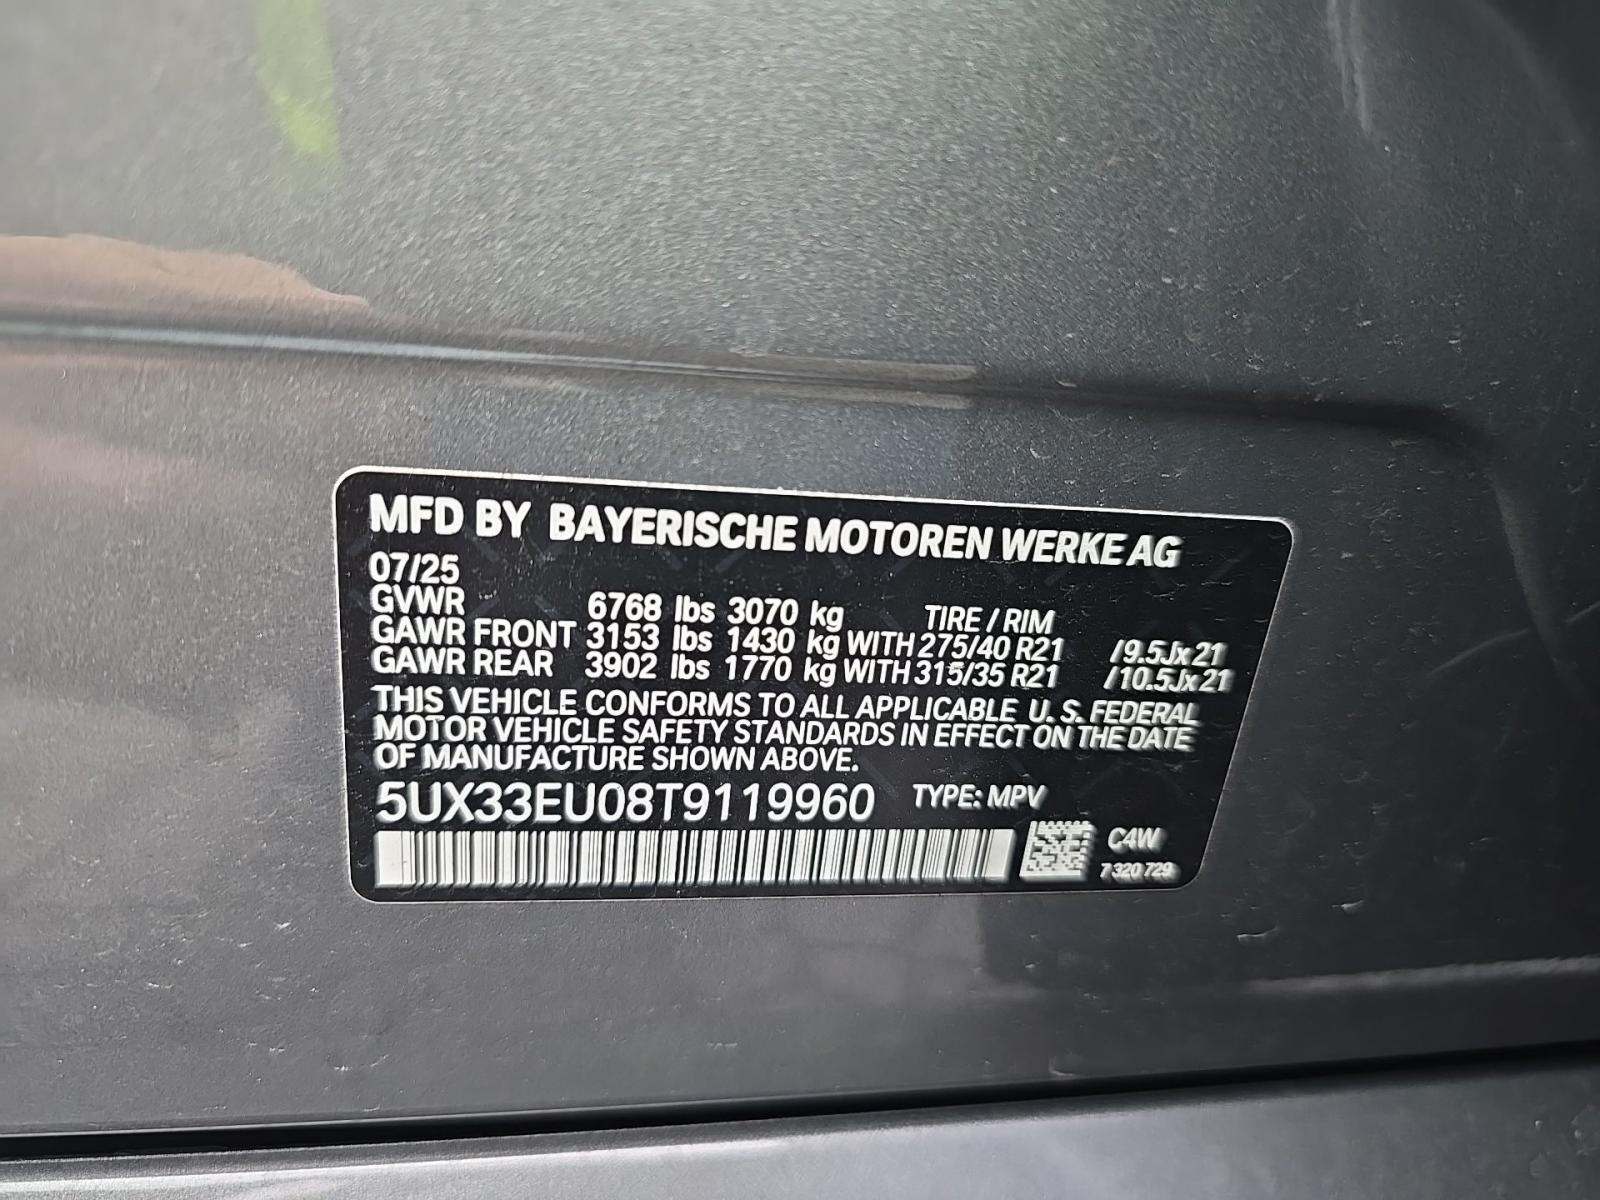 MFD BY BAYERISCHE MOTOREN WERKE AG
07/25
GVWR 6768 lbs 3070 kg TIRE / RIM
GAWR FRONT 3153 lbs 1430 kg WITH 275/40 R21 /9.5Jx21
GAWR REAR 3902 lbs 1770 kg WITH 315/35 R21 /10.5Jx21
THIS VEHICLE CONFORMS TO ALL APPLICABLE U.S. FEDERAL
MOTOR VEHICLE SAFETY STANDARDS IN EFFECT ON THE DATE
OF MANUFACTURE SHOWN ABOVE.
5UX33EU08T9119960 TYPE: MPV
C4W
7 320 729